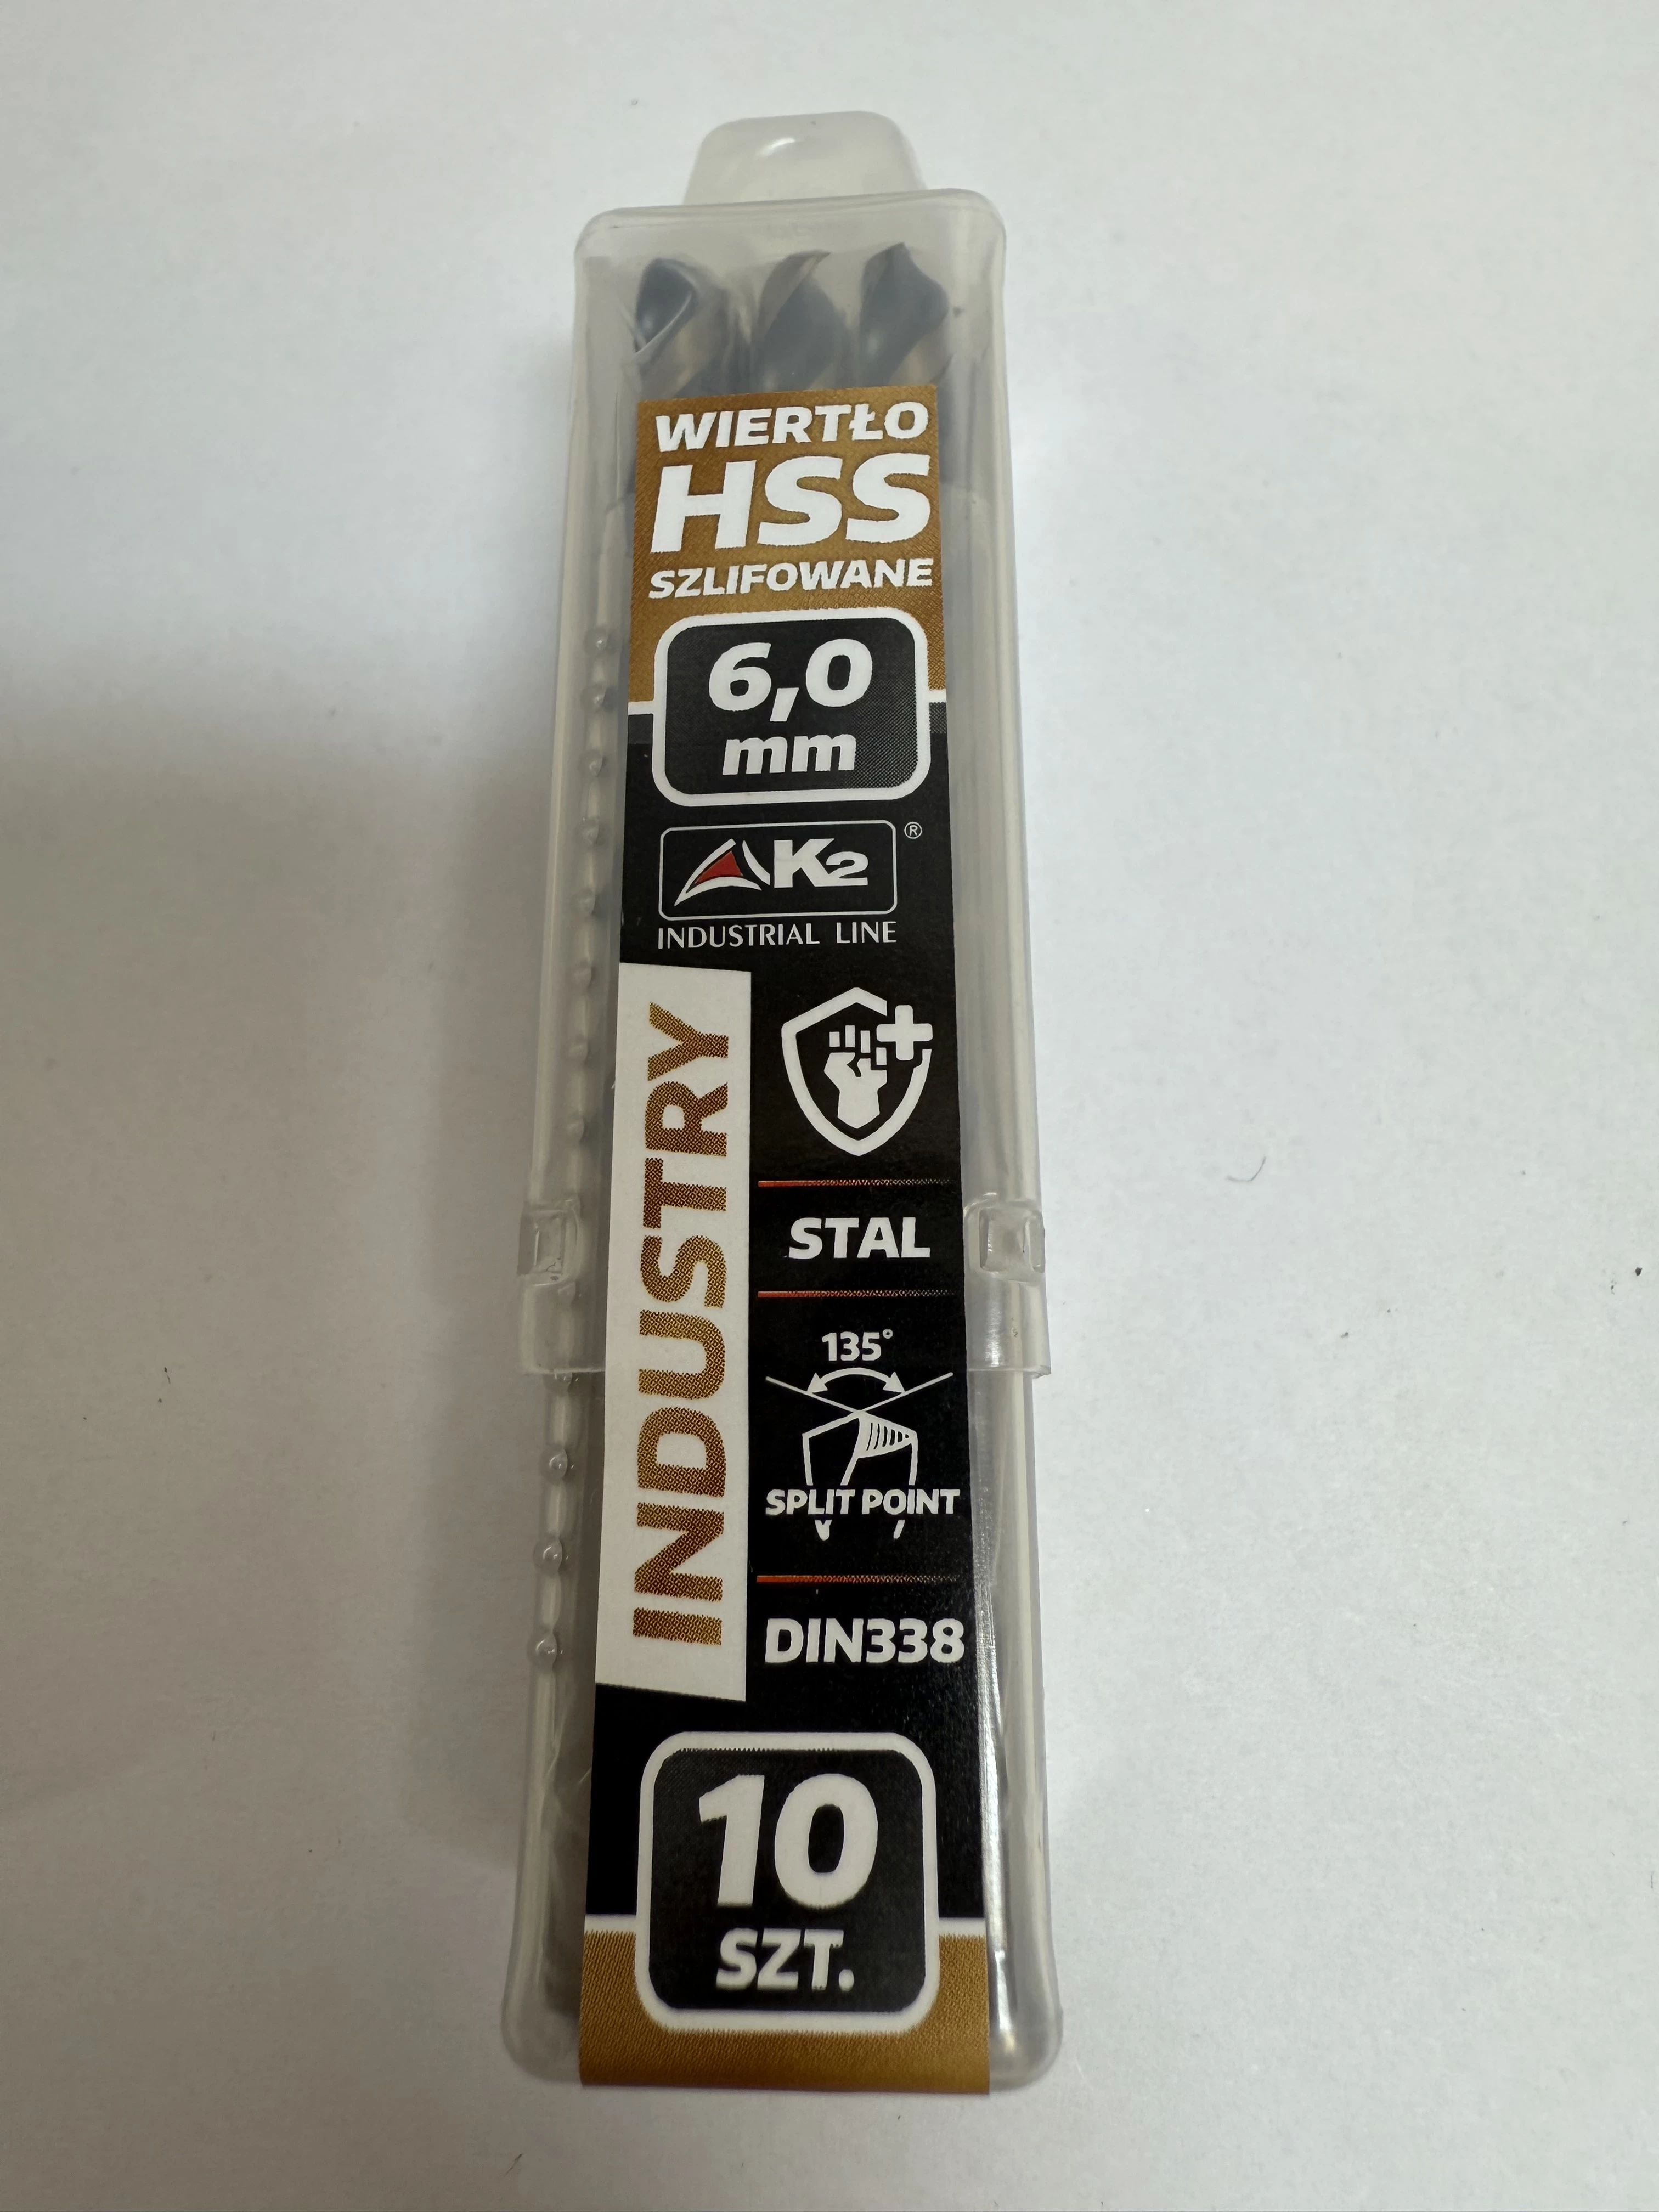 WIERTŁO
HSS
SZLIFOWANE
6,0
mm
K2®
INDUSTRIAL LINE
INDUSTRY
STAL
135°
SPLIT POINT
DIN338
10
SZT.